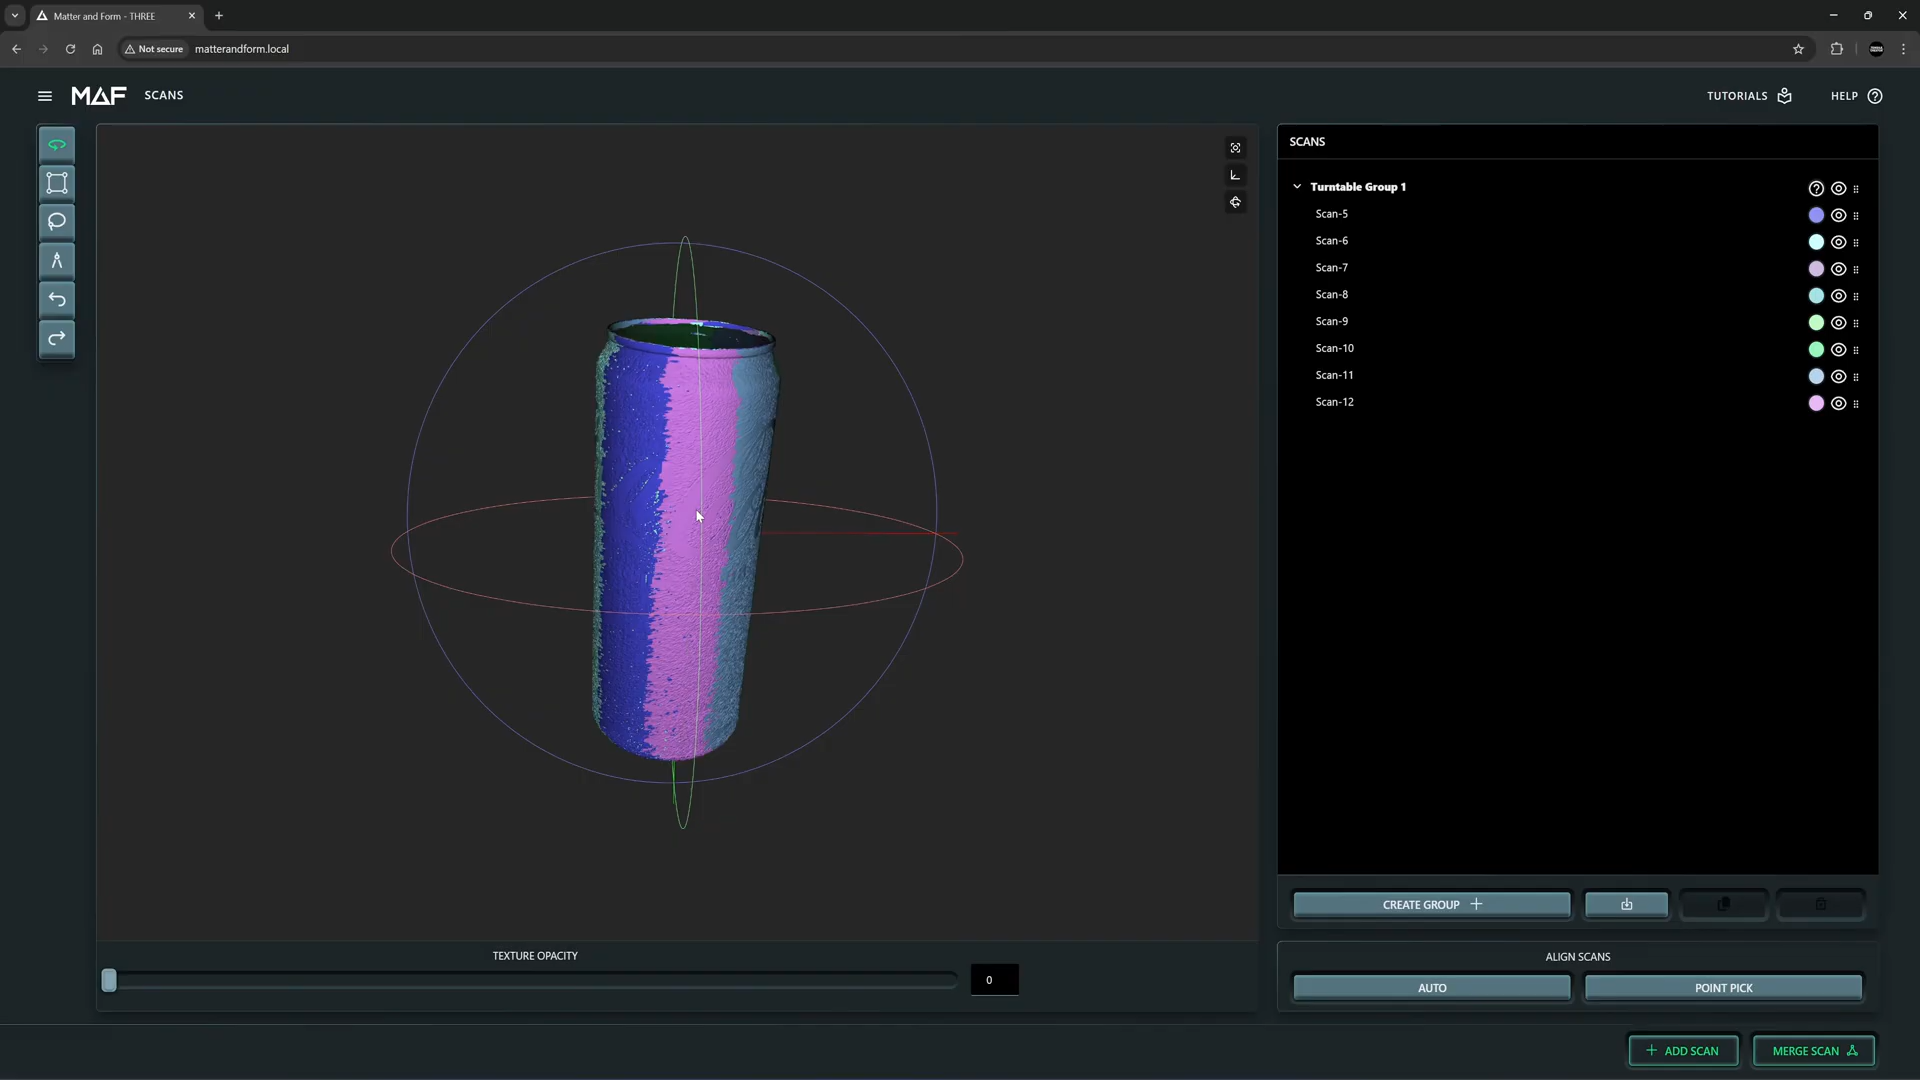 Matter and Form - THREE
Not secure
matterandform.local
MAF
SCANS
TUTORIALS
HELP
SCANS
Turntable Group 1
Scan-5
Scan-6
Scan-7
Scan-8
Scan-9
Scan-10
Scan-11
Scan-12
CREATE GROUP
TEXTURE OPACITY
0
ALIGN SCANS
AUTO
POINT PICK
ADD SCAN
MERGE SCAN